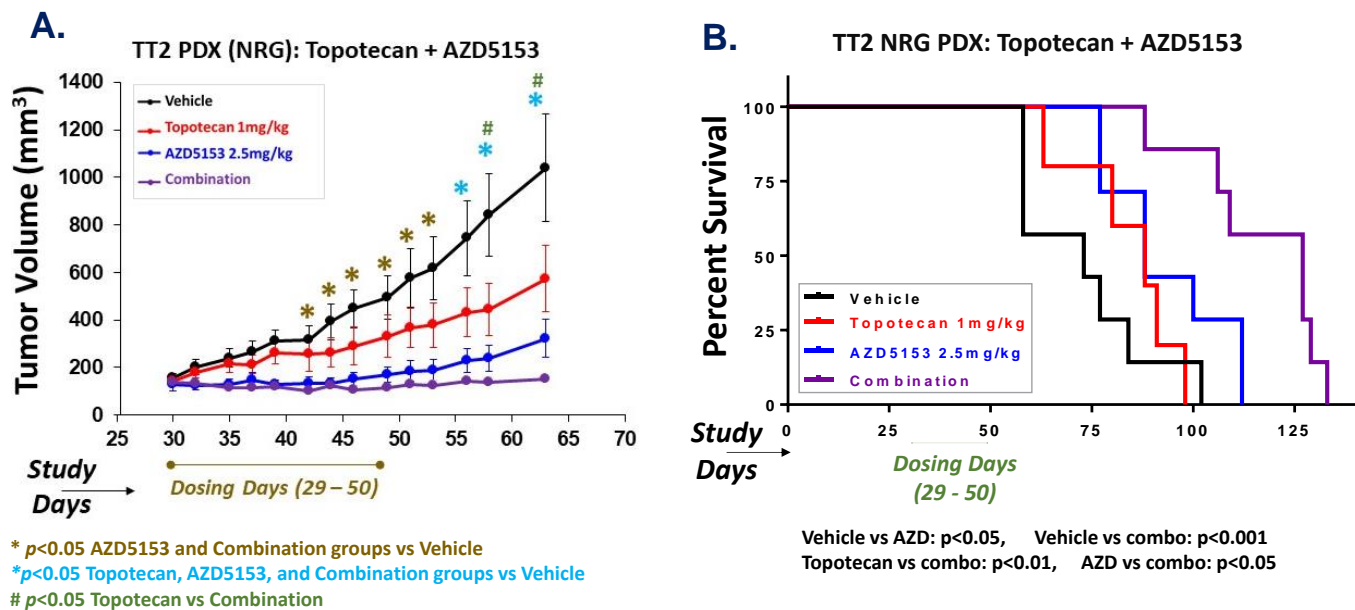 A.
TT2 PDX (NRG): Topotecan + AZD5153
Tumor Volume (mm³)
1400
1200
1000
800
600
400
200
0
Vehicle
Topotecan 1mg/kg
AZD5153 2.5mg/kg
Combination
* * * * * * * * *
# #
25 30 35 40 45 50 55 60 65 70
Study
Days
Dosing Days (29 – 50)
* p<0.05 AZD5153 and Combination groups vs Vehicle
*p<0.05 Topotecan, AZD5153, and Combination groups vs Vehicle
# p<0.05 Topotecan vs Combination
B.
TT2 NRG PDX: Topotecan + AZD5153
Percent Survival
100
75
50
25
0
Vehicle
Topotecan 1mg/kg
AZD5153 2.5mg/kg
Combination
0 25 50 75 100 125
Study
Days
Dosing Days
(29 - 50)
Vehicle vs AZD: p<0.05, Vehicle vs combo: p<0.001
Topotecan vs combo: p<0.01, AZD vs combo: p<0.05